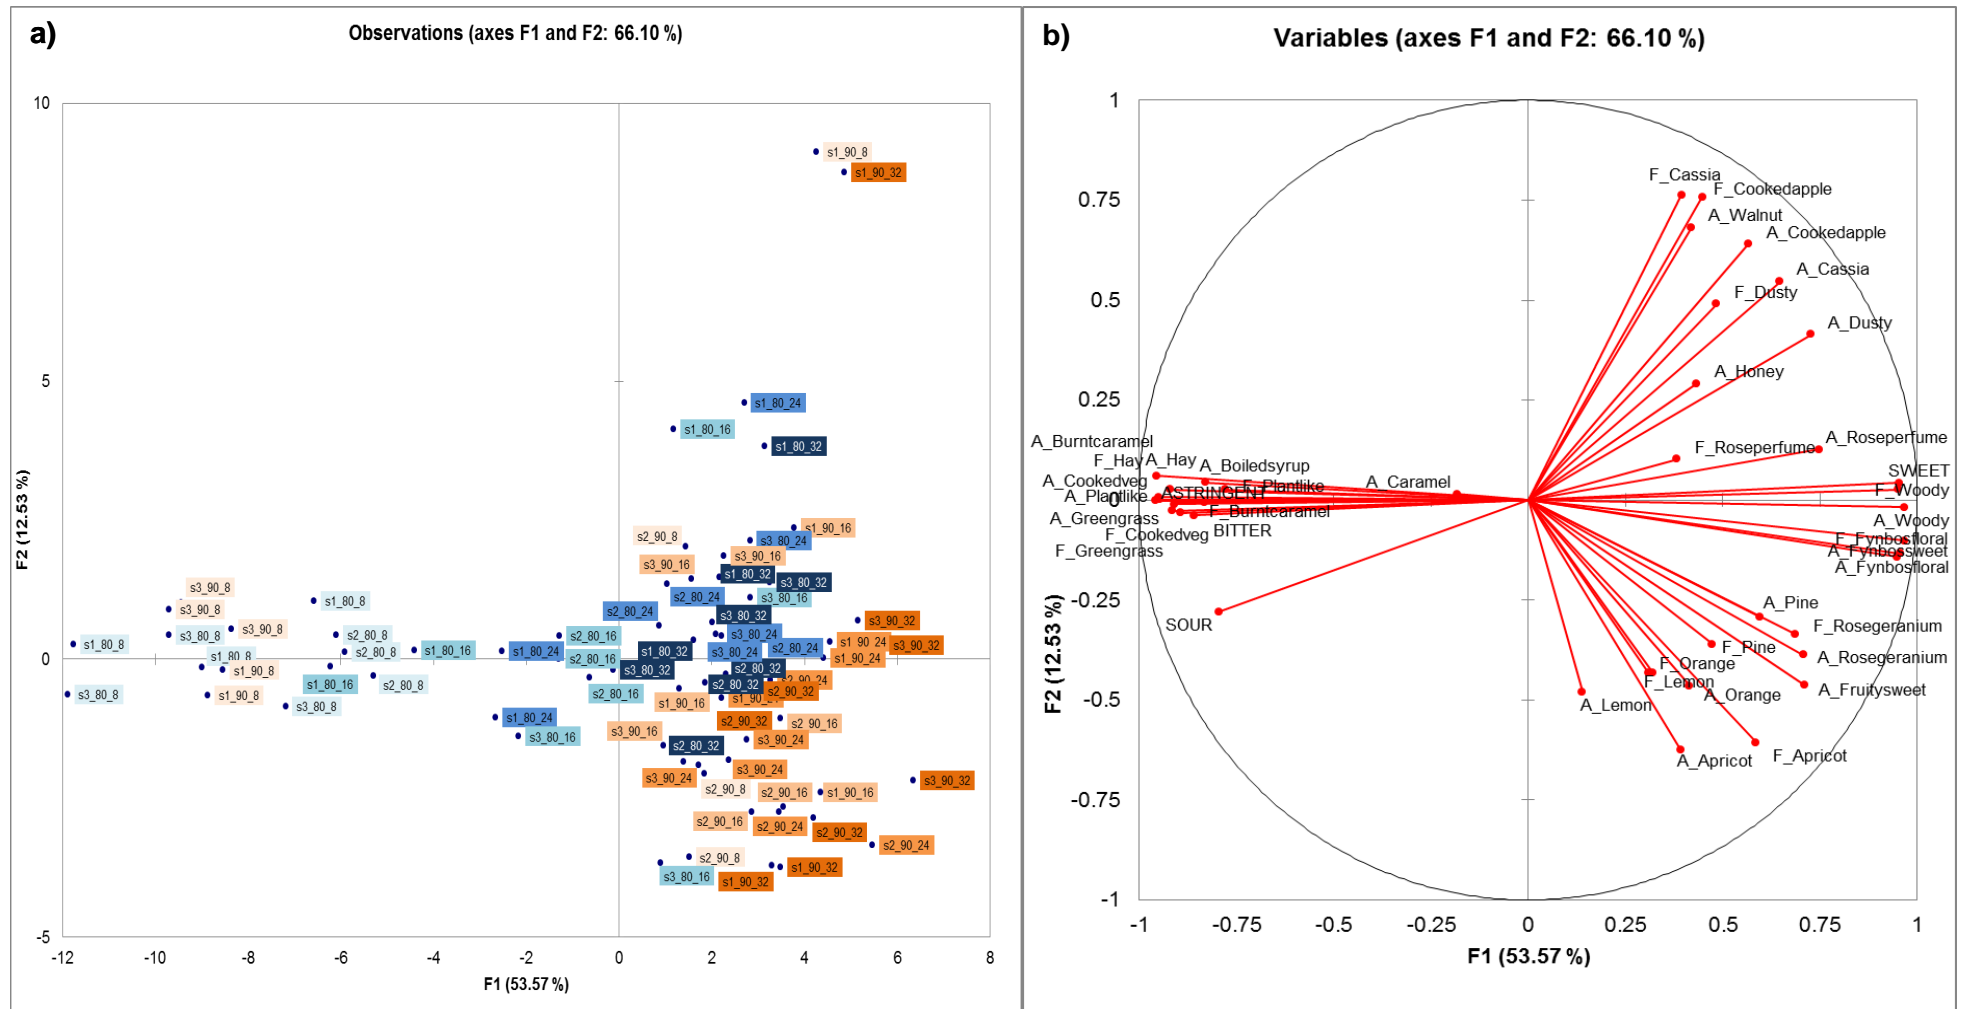 a)
Observations (axes F1 and F2: 66.10 %)
10
s1_90_8
s1_90_32
5
s1_80_24
s1_80_16
s1_80_32
s1_90_16
s2_90_8
s3_80_24
s3_90_16
s3_90_16
s1_80_32
s3_80_32
s3_90_8
s2_80_24
s3_80_16
s1_80_8
s3_90_8
s2_80_24
s3_80_32
s3_90_32
s3_90_8
s3_80_8
s2_80_8
s2_80_16
s3_80_24
s1_80_8
s1_90_24
s3_90_32
s2_80_24
s1_80_16
s1_80_24
s1_80_32
s3_80_24
s2_80_8
s1_80_8
s2_80_16
s1_90_24
0
s1_90_8
s3_80_32
s2_80_32
s1_80_16
s2_80_8
s2_80_32
s2_90_24
s2_90_32
s3_80_8
s1_90_8
s2_80_16
s1_90_16
s3_80_8
s1_80_24
s2_90_32
s2_90_16
s3_80_16
s3_90_16
s3_90_24
s2_80_32
s3_90_24
s3_90_24
s3_90_32
s2_90_8
s2_90_16
s1_90_16
s2_90_16
s2_90_24
s2_90_32
s2_90_24
s2_90_8
s1_90_32
s3_80_16
s1_90_32
-5
-12 -10 -8 -6 -4 -2 0 2 4 6 8
F1 (53.57 %)
F2 (12.53 %)
b)
Variables (axes F1 and F2: 66.10 %)
1
F_Cassia
0.75
F_Cookedapple
A_Walnut
A_Cookedapple
A_Cassia
0.5
F_Dusty
A_Dusty
A_Honey
0.25
A_Burntcaramel
A_Roseperfume
F_Roseperfume
F_Hay
A_Hay
A_Boiledsyrup
SWEET
A_Cookedveg
F_Plantlike
A_Caramel
F_Woody
A_Plantlike
ASTRINGENT
0
A_Greengrass
F_Burntcaramel
A_Woody
F_Cookedveg
BITTER
F_Fynbosfloral
F_Greengrass
A_Fynbossweet
A_Fynbosfloral
-0.25
A_Pine
SOUR
F_Rosegeranium
F_Pine
A_Rosegeranium
F_Orange
F_Lemon
A_Fruitysweet
A_Orange
-0.5
A_Lemon
A_Apricot
F_Apricot
-0.75
-1
-1 -0.75 -0.5 -0.25 0 0.25 0.5 0.75 1
F1 (53.57 %)
F2 (12.53 %)